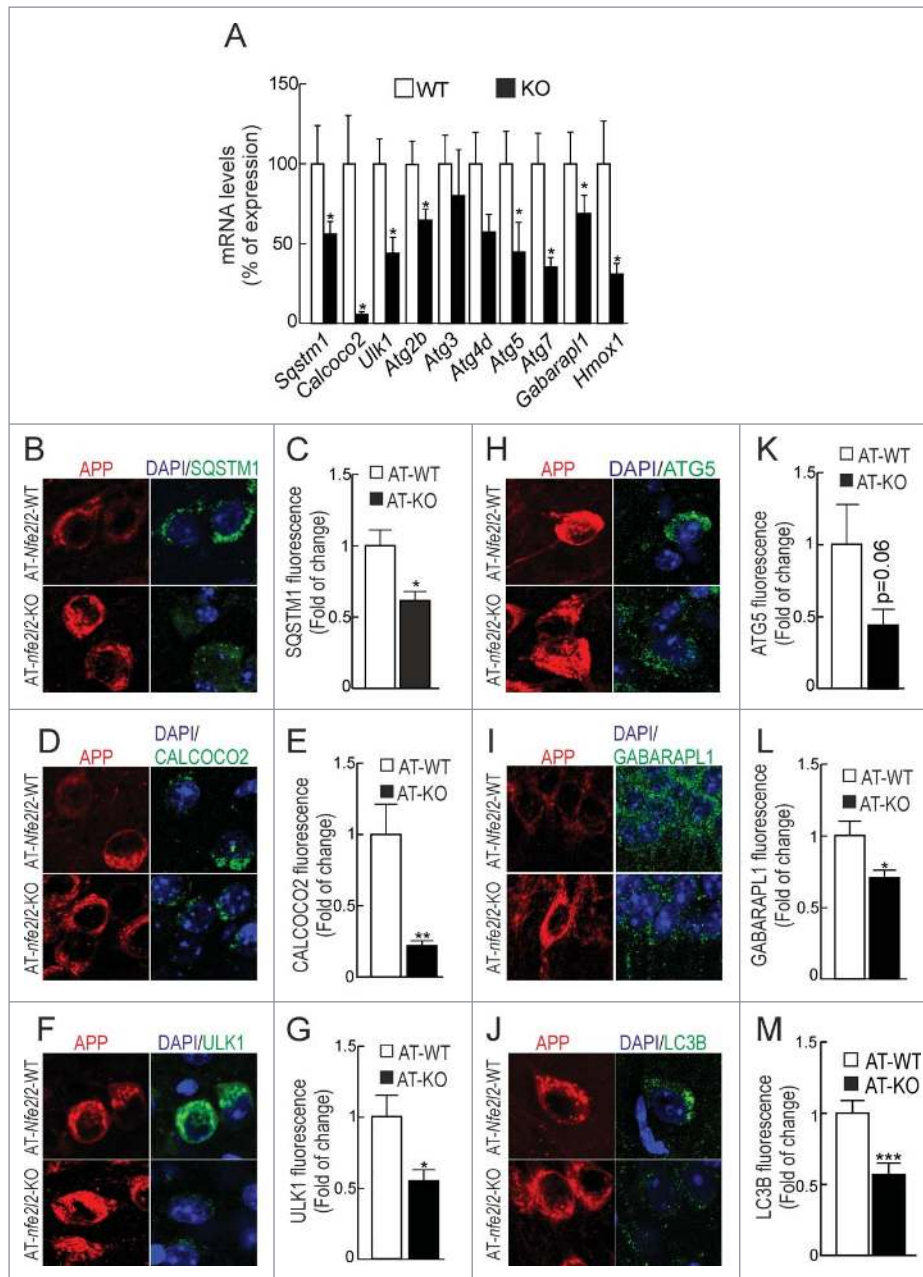 A
WT KO
mRNA levels
(% of expression)
150
100
50
0
*
*
*
*
*
*
*
*
Sqstm1
Calcoco2
Ulk1
Atg2b
Atg3
Atg4d
Atg5
Atg7
Gabarapl1
Hmox1
B
APP DAPI/SQSTM1
AT-Nfe2l2-WT
AT-nfe2l2-KO
C
1.5
AT-WT
AT-KO
1
0.5
0
*
SQSTM1 fluorescence
(Fold of change)
H
APP DAPI/ATG5
AT-Nfe2l2-WT
AT-nfe2l2-KO
K
1.5
AT-WT
AT-KO
1
0.5
0
p=0.06
ATG5 fluorescence
(Fold of change)
D
APP DAPI/
CALCOCO2
AT-Nfe2l2-WT
AT-nfe2l2-KO
E
1.5
AT-WT
AT-KO
1
0.5
0
**
CALCOCO2 fluorescence
(Fold of change)
I
APP DAPI/
GABARAPL1
AT-Nfe2l2-WT
AT-nfe2l2-KO
L
1.5
AT-WT
AT-KO
1
0.5
0
*
GABARAPL1 fluorescence
(Fold of change)
F
APP DAPI/ULK1
AT-Nfe2l2-WT
AT-nfe2l2-KO
G
1.5
AT-WT
AT-KO
1
0.5
0
*
ULK1 fluorescence
(Fold of change)
J
APP DAPI/LC3B
AT-Nfe2l2-WT
AT-nfe2l2-KO
M
1.5
AT-WT
AT-KO
1
0.5
0
***
LC3B fluorescence
(Fold of change)